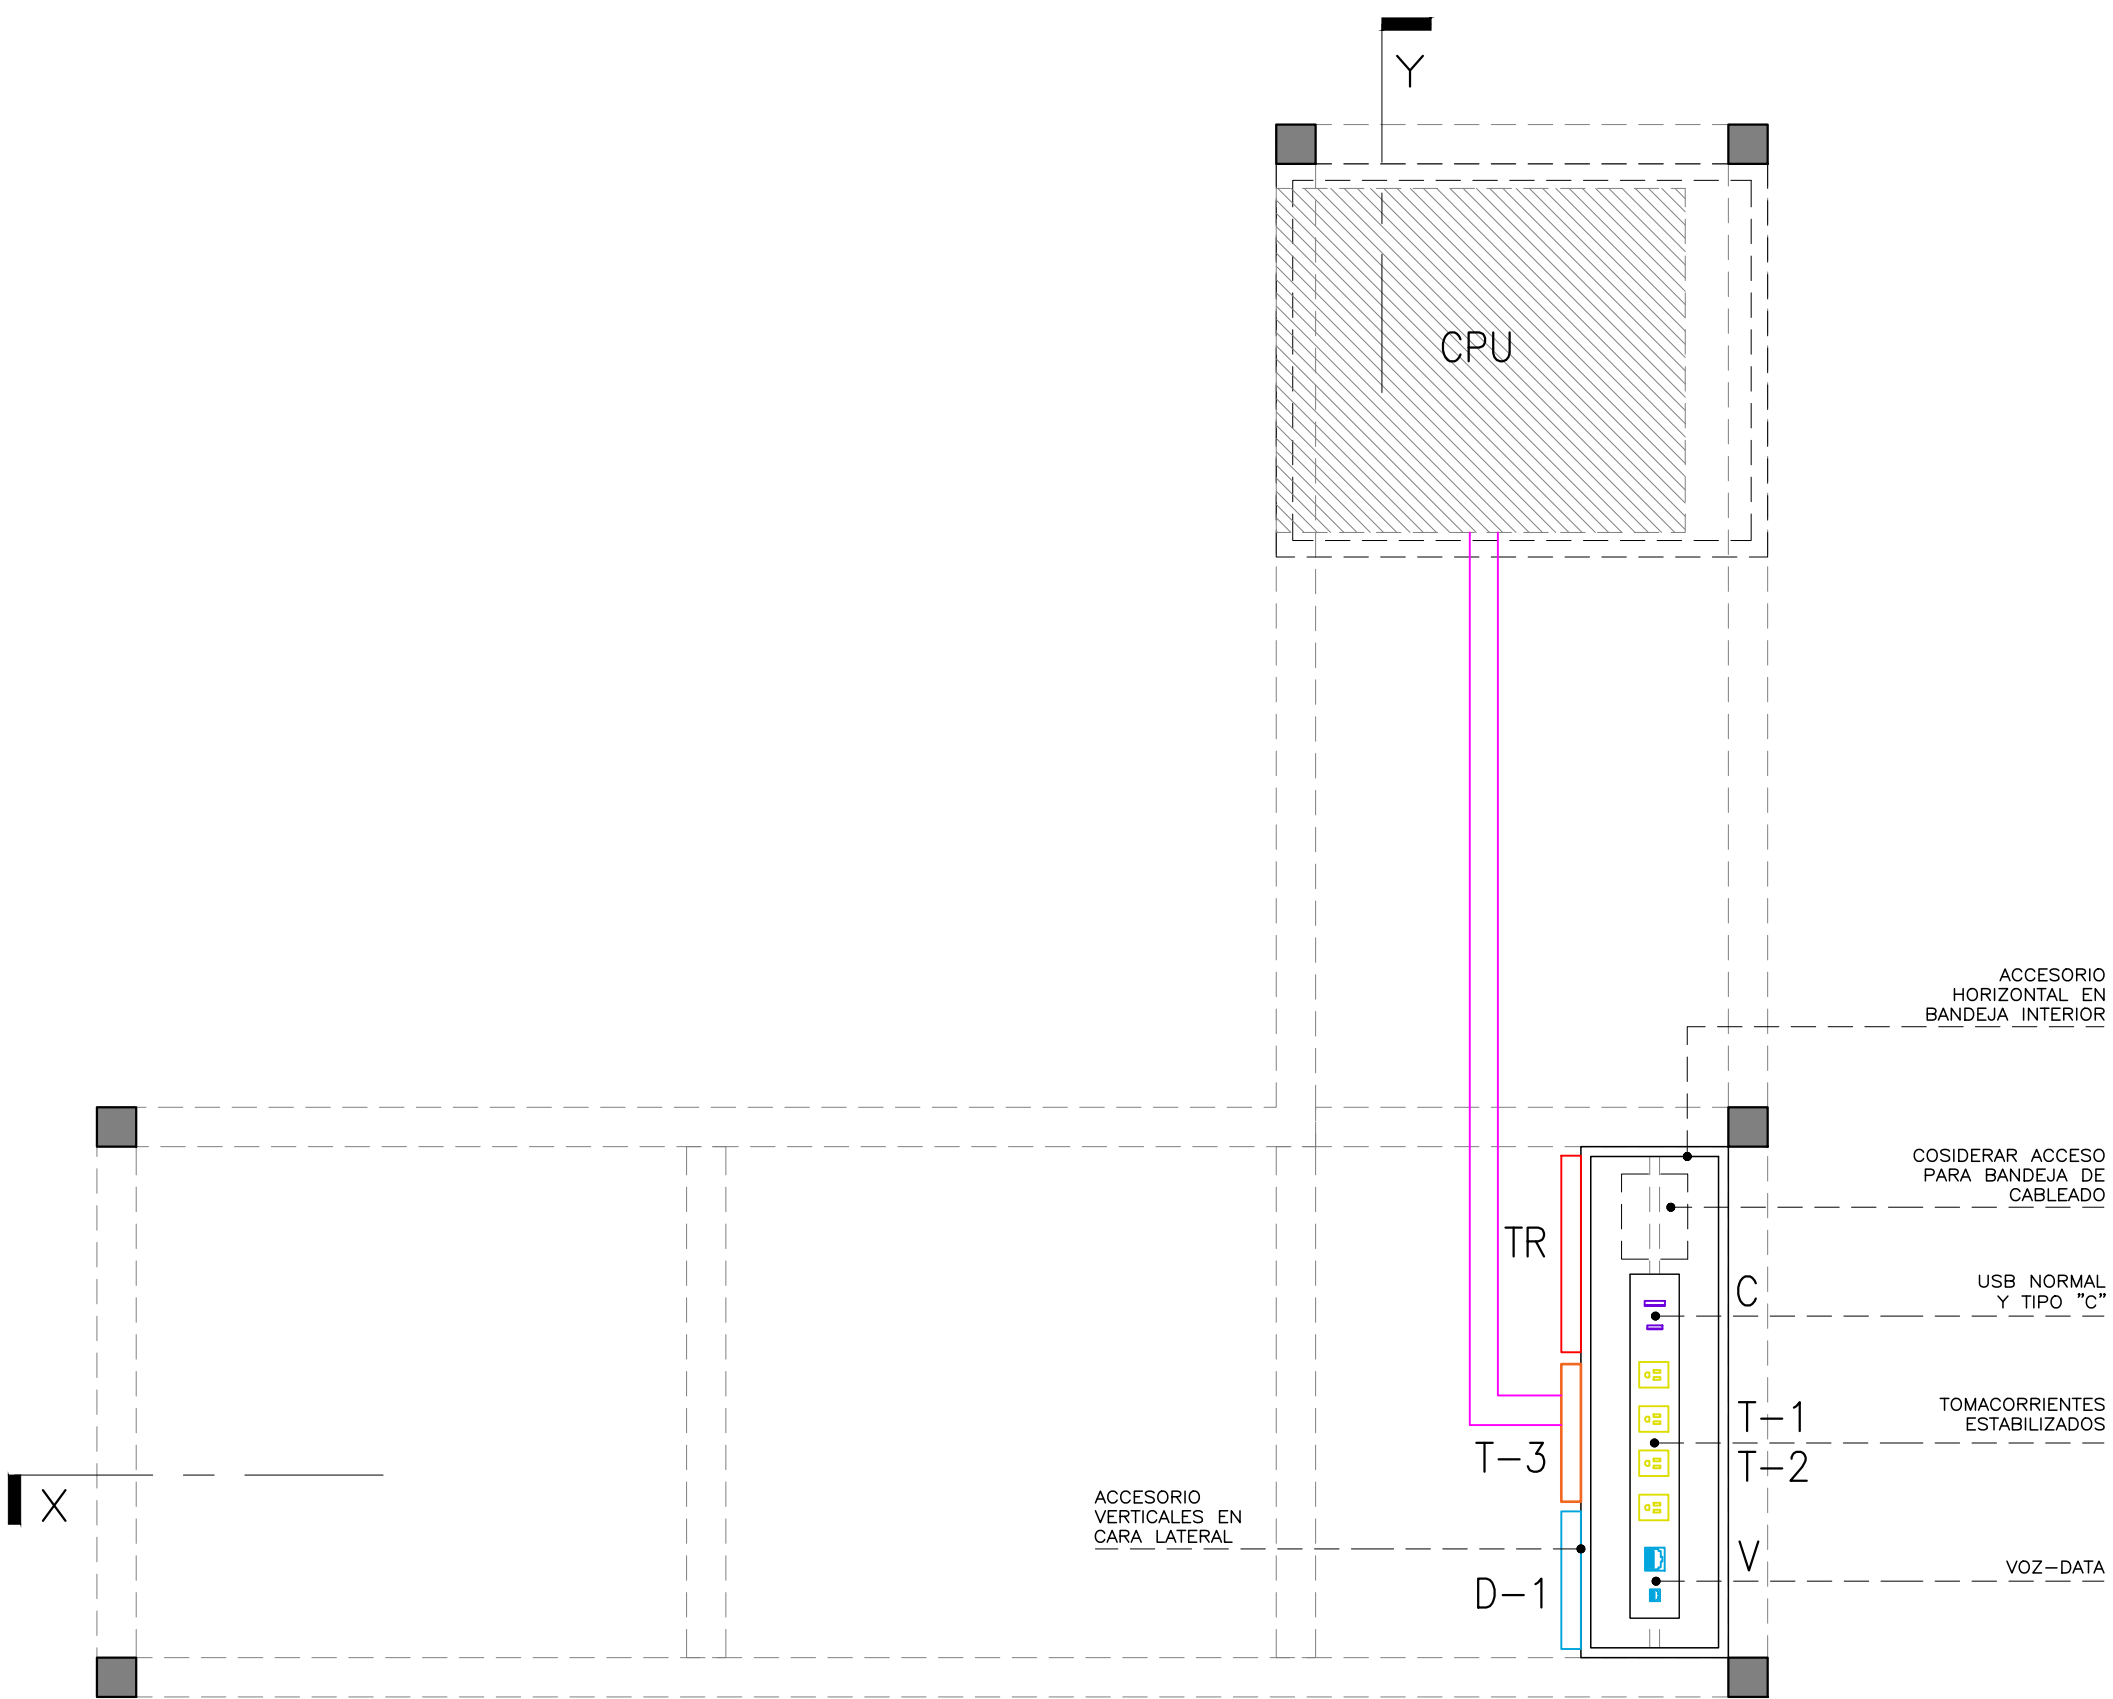 Y
CPU
ACCESORIO
HORIZONTAL EN
BANDEJA INTERIOR
COSIDERAR ACCESO
PARA BANDEJA DE
CABLEADO
TR
C
USB NORMAL
Y TIPO "C"
T-1
TOMACORRIENTES
ESTABILIZADOS
T-3
T-2
X
ACCESORIO
VERTICALES EN
CARA LATERAL
V
VOZ-DATA
D-1